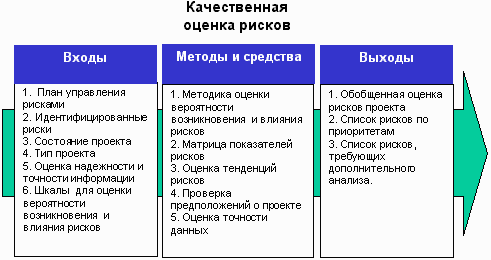 Качественная
оценка рисков
Входы
1. План управления
рисками
2. Идентифицированные
риски
3. Состояние проекта
4. Тип проекта
5. Оценка надежности и
точности информации
6. Шкалы для оценки
вероятности
возникновения и
влияния рисков
Методы и средства
1. Методика оценки
вероятности
возникновения и влияния
рисков
2. Матрица показателей
рисков
3. Оценка тенденций
рисков
4. Проверка
предположений о проекте
5. Оценка точности
данных
Выходы
1. Обобщенная оценка
рисков проекта
2. Список рисков по
приоритетам
3. Список рисков,
требующих
дополнительного
анализа.